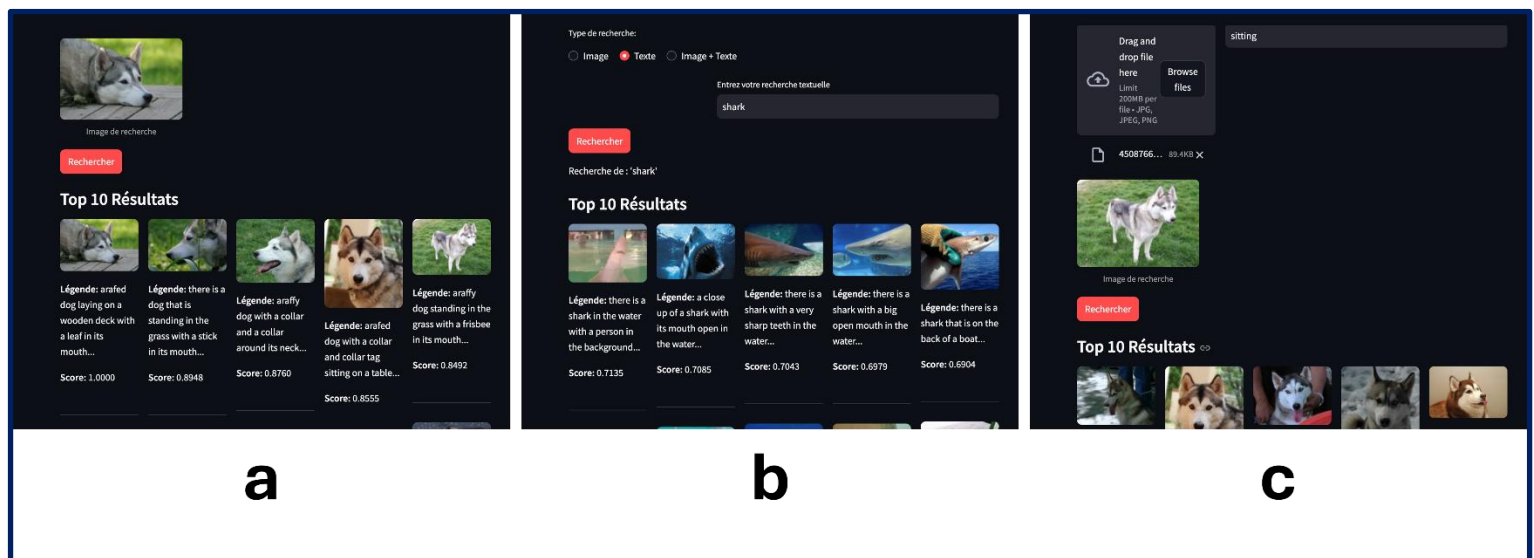 Image de recherche
Rechercher
Top 10 Résultats
Légende: arafed
dog laying on a
wooden deck with
a leaf in its
mouth...
Score: 1.0000
Légende: there is a
dog that is
standing in the
grass with a stick
in its mouth...
Score: 0.8948
Légende: araffy
dog with a collar
and a collar
around its neck...
Score: 0.8760
Légende: arafed
dog with a collar
and collar tag
sitting on a table...
Score: 0.8555
Légende: araffy
dog standing in the
grass with a frisbee
in its mouth...
Score: 0.8492
a
Type de recherche:
Image Texte Image + Texte
Entrez votre recherche textuelle
shark
Rechercher
Recherche de : 'shark'
Top 10 Résultats
Légende: there is a
shark in the water
with a person in
the background...
Score: 0.7135
Légende: a close
up of a shark with
its mouth open in
the water...
Score: 0.7085
Légende: there is a
shark with a very
sharp teeth in the
water...
Score: 0.7043
Légende: there is a
shark with a big
open mouth in the
water...
Score: 0.6979
Légende: there is a
shark that is on the
back of a boat...
Score: 0.6904
b
Drag and
drop file
here
Limit
200MB per
file • JPG,
JPEG, PNG
Browse
files
sitting
4508766... 89.4KB
Image de recherche
Rechercher
Top 10 Résultats
c